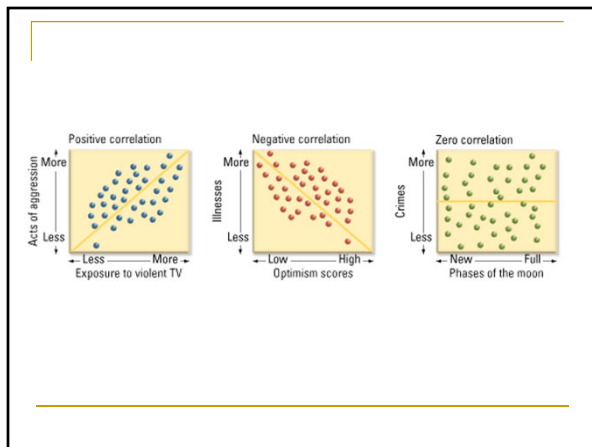 Positive correlation
More
Acts of aggression
Less
Less More
Exposure to violent TV
Negative correlation
More
Illnesses
Less
Low High
Optimism scores
Zero correlation
More
Crimes
Less
New Full
Phases of the moon